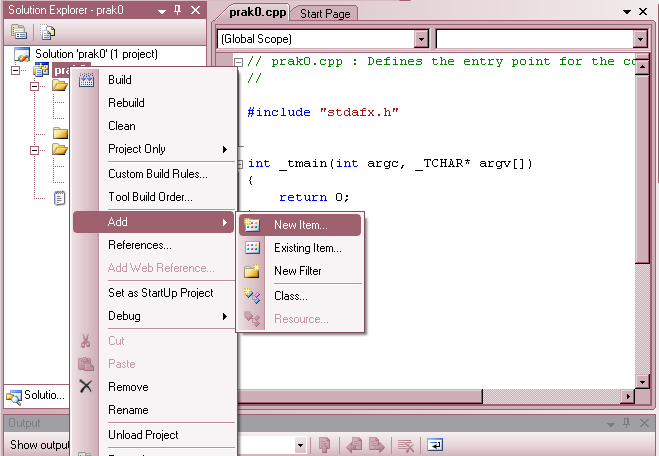 Solution Explorer - prak0
Solution 'prak0' (1 project)
Build
Rebuild
Clean
Project Only
Custom Build Rules...
Tool Build Order...
Add
References...
Add Web Reference...
Set as StartUp Project
Debug
Cut
Paste
Remove
Rename
Unload Project
New Item...
Existing Item...
New Filter
Class...
Resource...
prak0.cpp
Start Page
(Global Scope)
// prak0.cpp : Defines the entry point for the co
//
#include "stdafx.h"
int _tmain(int argc, _TCHAR* argv[])
{
return 0;
Solutio...
Output
Show output